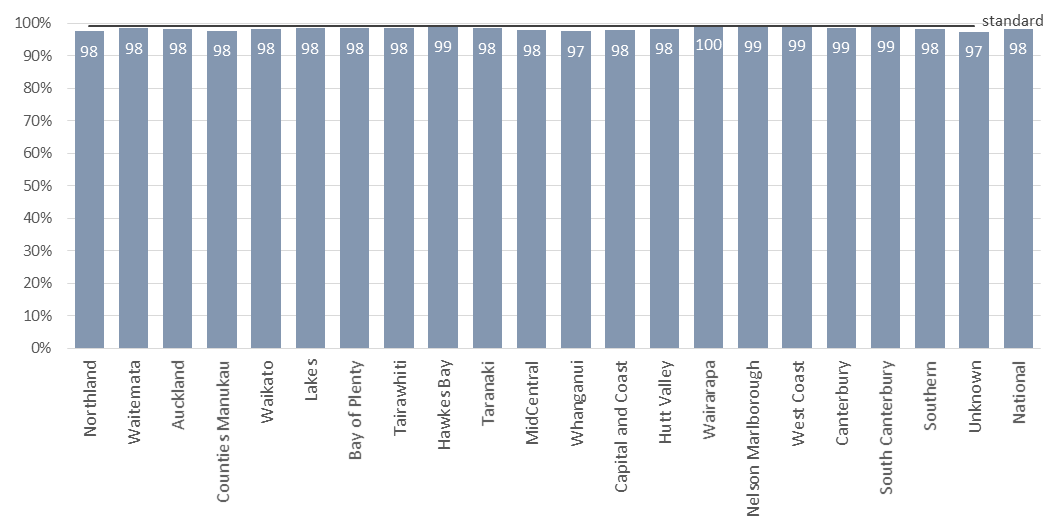 100%
standard
98 98 98 98 98 98 98 98 99 98 98 97 98 98 100 99 99 99 99 98 97 98
90%
80%
70%
60%
50%
40%
30%
20%
10%
0%
Northland
Waitemata
Auckland
Counties Manukau
Waikato
Lakes
Bay of Plenty
Tairawhiti
Hawkes Bay
Taranaki
MidCentral
Whanganui
Capital and Coast
Hutt Valley
Wairarapa
Nelson Marlborough
West Coast
Canterbury
South Canterbury
Southern
Unknown
National